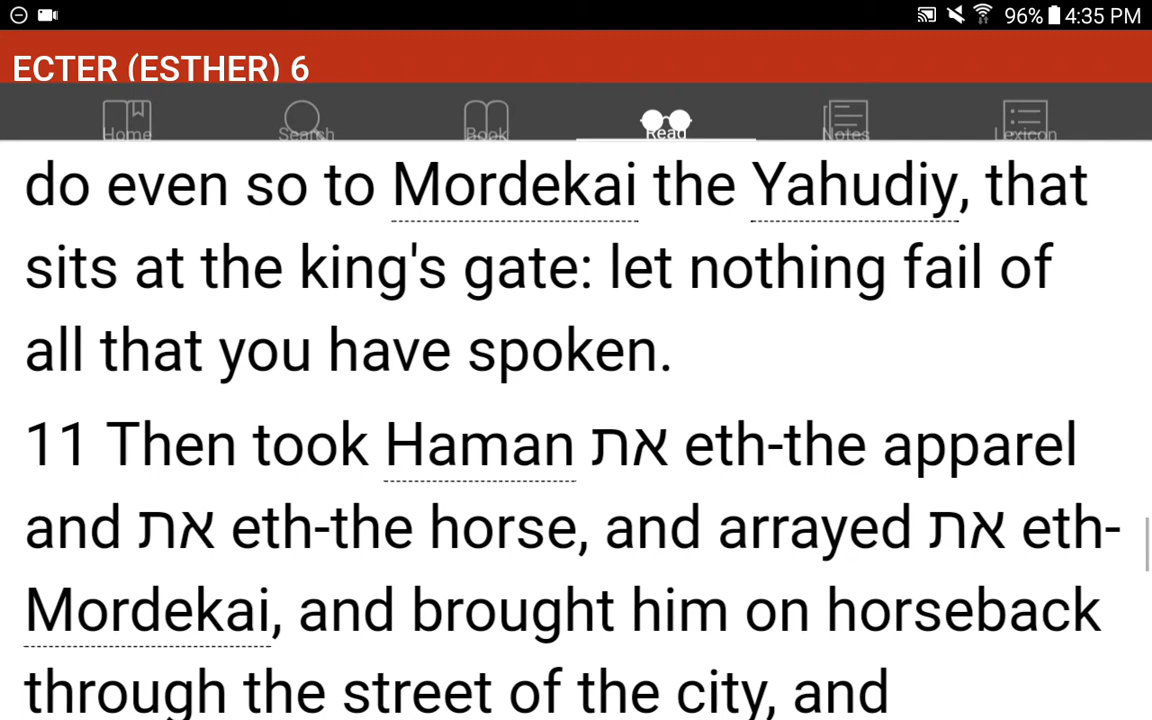 96% 4:35 PM
ECTER (ESTHER) 6
Home Search Book Read Notes Lexicon
do even so to Mordekai the Yahudiy, that
sits at the king's gate: let nothing fail of
all that you have spoken.
11 Then took Haman את eth-the apparel
and את eth-the horse, and arrayed את eth-
Mordekai, and brought him on horseback
through the street of the city, and